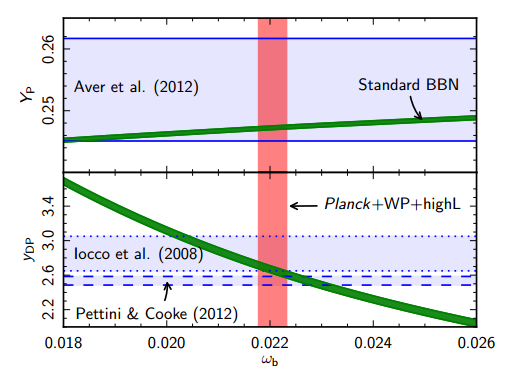 0.26
0.25
Y_P
Aver et al. (2012)
Standard BBN
3.4
3.0
2.6
2.2
y_DP
Planck+WP+highL
Iocco et al. (2008)
Pettini & Cooke (2012)
0.018 0.020 0.022 0.024 0.026
ω_b